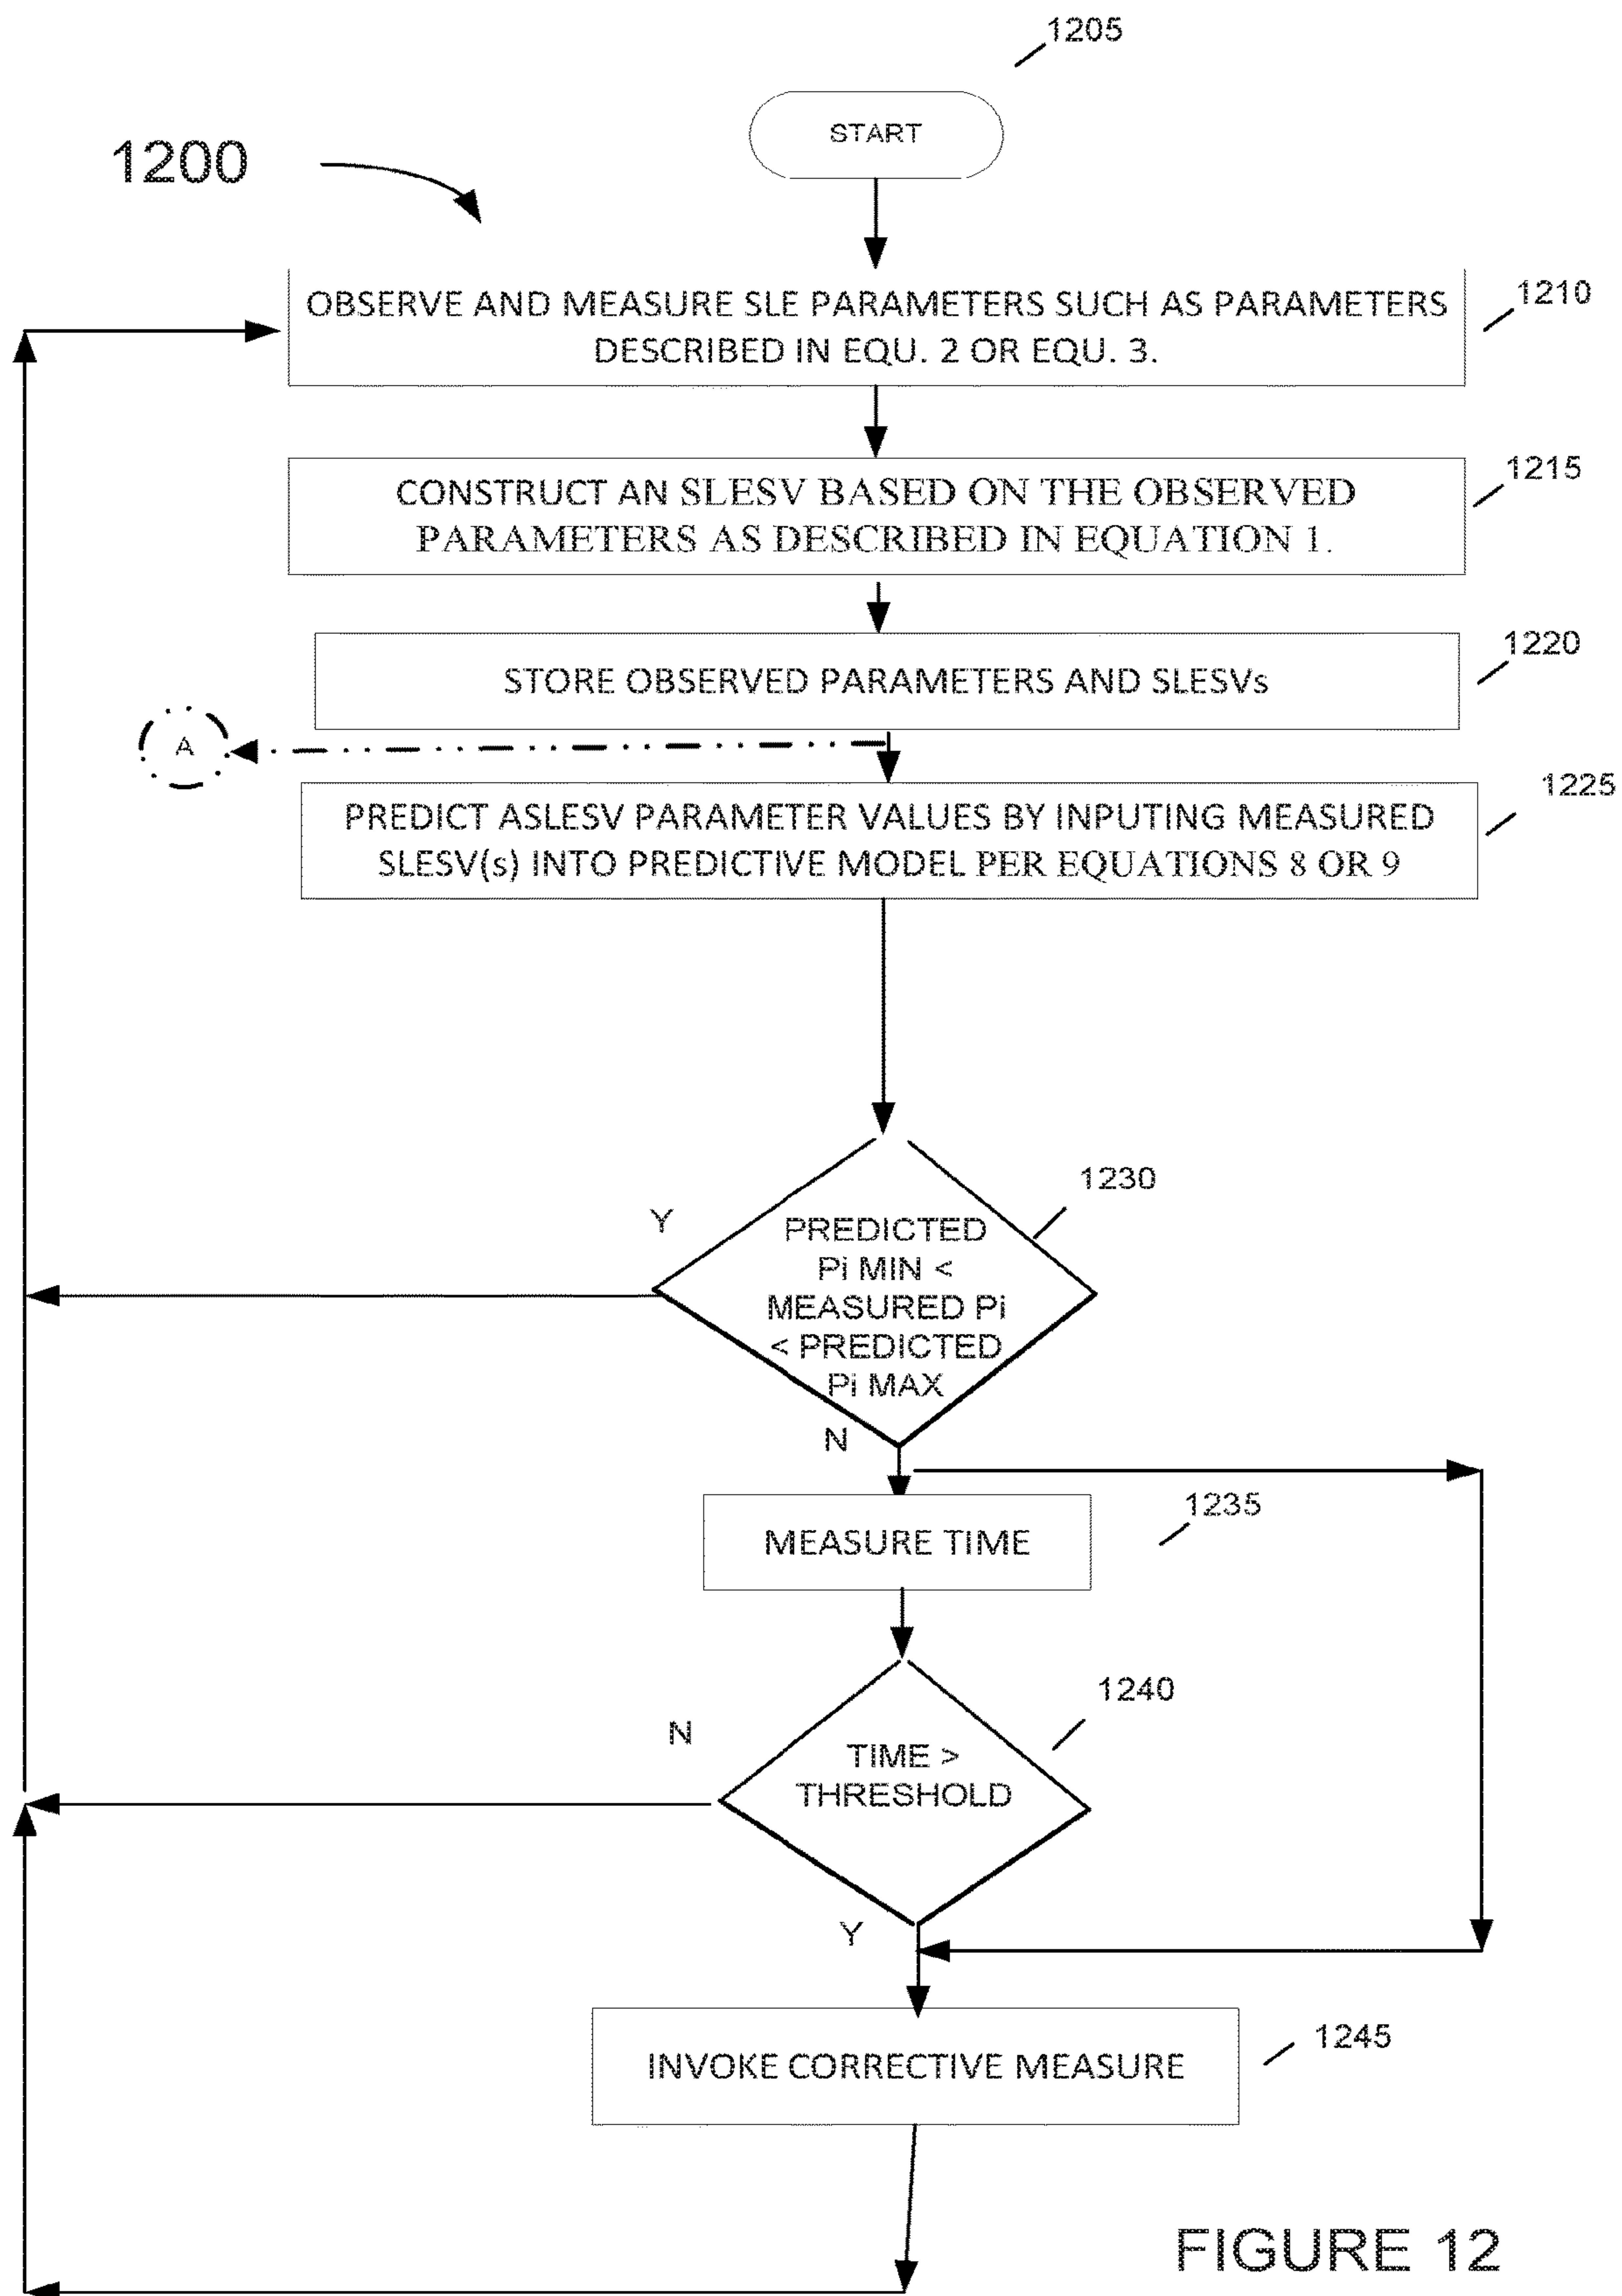 1205
START
1200
OBSERVE AND MEASURE SLE PARAMETERS SUCH AS PARAMETERS
DESCRIBED IN EQU. 2 OR EQU. 3.
1210
CONSTRUCT AN SLESV BASED ON THE OBSERVED
PARAMETERS AS DESCRIBED IN EQUATION 1.
1215
STORE OBSERVED PARAMETERS AND SLESVs
1220
A
PREDICT ASLESV PARAMETER VALUES BY INPUTING MEASURED
SLESV(s) INTO PREDICTIVE MODEL PER EQUATIONS 8 OR 9
1225
1230
Y
PREDICTED
Pi MIN <
MEASURED Pi
< PREDICTED
Pi MAX
N
MEASURE TIME
1235
1240
N
TIME >
THRESHOLD
Y
INVOKE CORRECTIVE MEASURE
1245
FIGURE 12